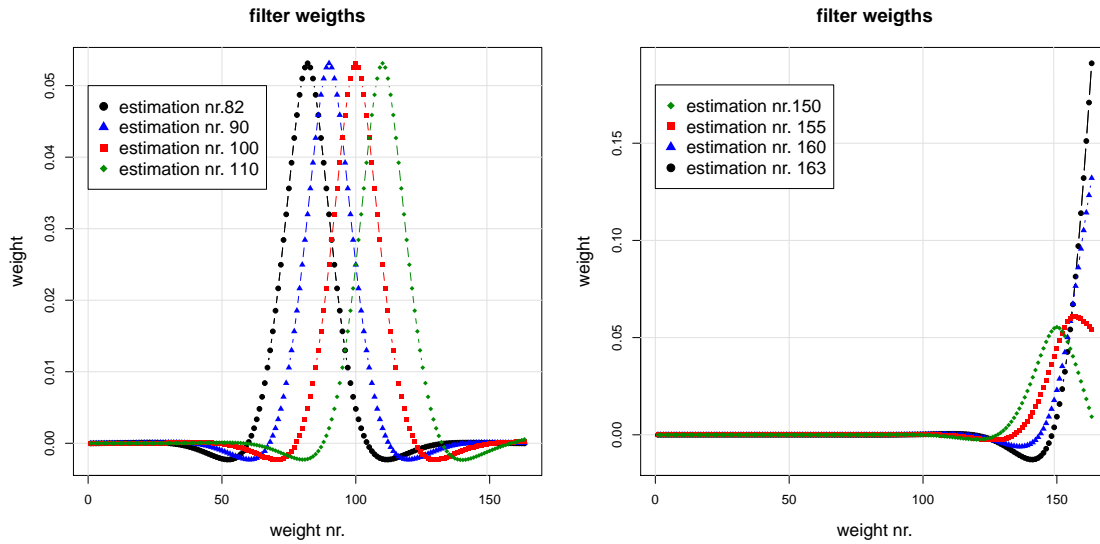 filter weigths
weight
0.00
0.01
0.02
0.03
0.04
0.05
estimation nr.82
estimation nr. 90
estimation nr. 100
estimation nr. 110
0
50
100
150
weight nr.
filter weigths
weight
0.00
0.05
0.10
0.15
estimation nr.150
estimation nr. 155
estimation nr. 160
estimation nr. 163
0
50
100
150
weight nr.